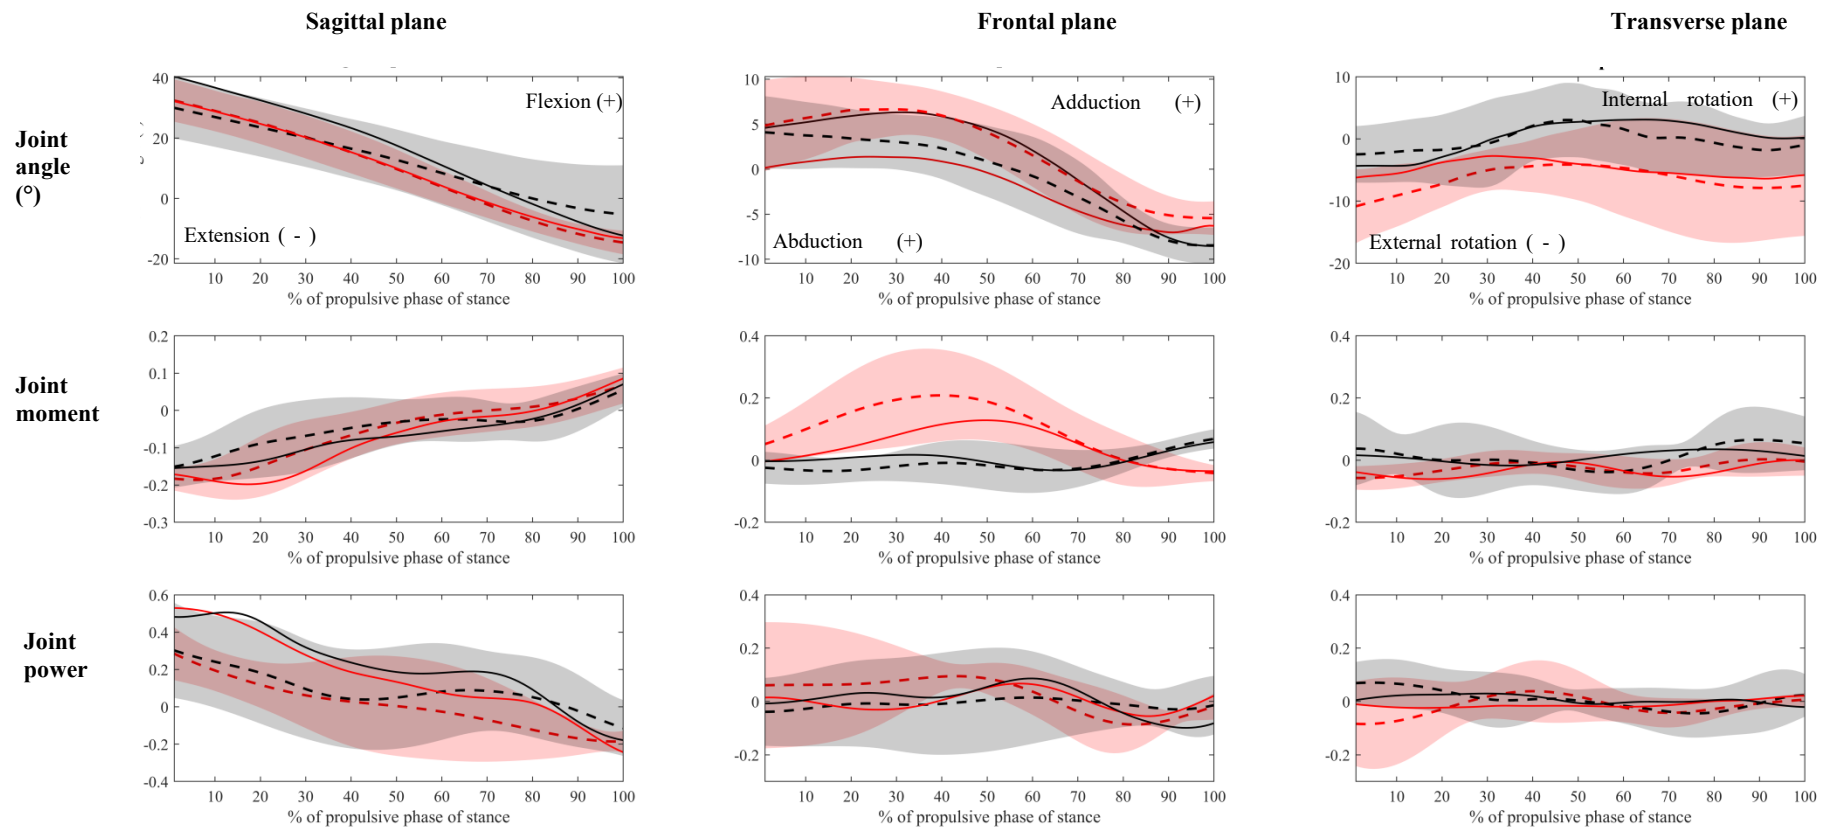 Sagittal plane
Frontal plane
Transverse plane
Joint
angle
(°)
40
20
0
-20
Flexion (+)
Extension ( - )
10 20 30 40 50 60 70 80 90 100
% of propulsive phase of stance
10
5
0
-5
-10
Adduction (+)
Abduction (+)
10 20 30 40 50 60 70 80 90 100
% of propulsive phase of stance
10
0
-10
-20
Internal rotation (+)
External rotation ( - )
10 20 30 40 50 60 70 80 90 100
% of propulsive phase of stance
Joint
moment
0.2
0.1
0
-0.1
-0.2
-0.3
10 20 30 40 50 60 70 80 90 100
% of propulsive phase of stance
0.4
0.2
0
-0.2
10 20 30 40 50 60 70 80 90 100
% of propulsive phase of stance
0.4
0.2
0
-0.2
10 20 30 40 50 60 70 80 90 100
% of propulsive phase of stance
Joint
power
0.6
0.4
0.2
0
-0.2
-0.4
10 20 30 40 50 60 70 80 90 100
% of propulsive phase of stance
0.4
0.2
0
-0.2
10 20 30 40 50 60 70 80 90 100
% of propulsive phase of stance
0.4
0.2
0
-0.2
10 20 30 40 50 60 70 80 90 100
% of propulsive phase of stance